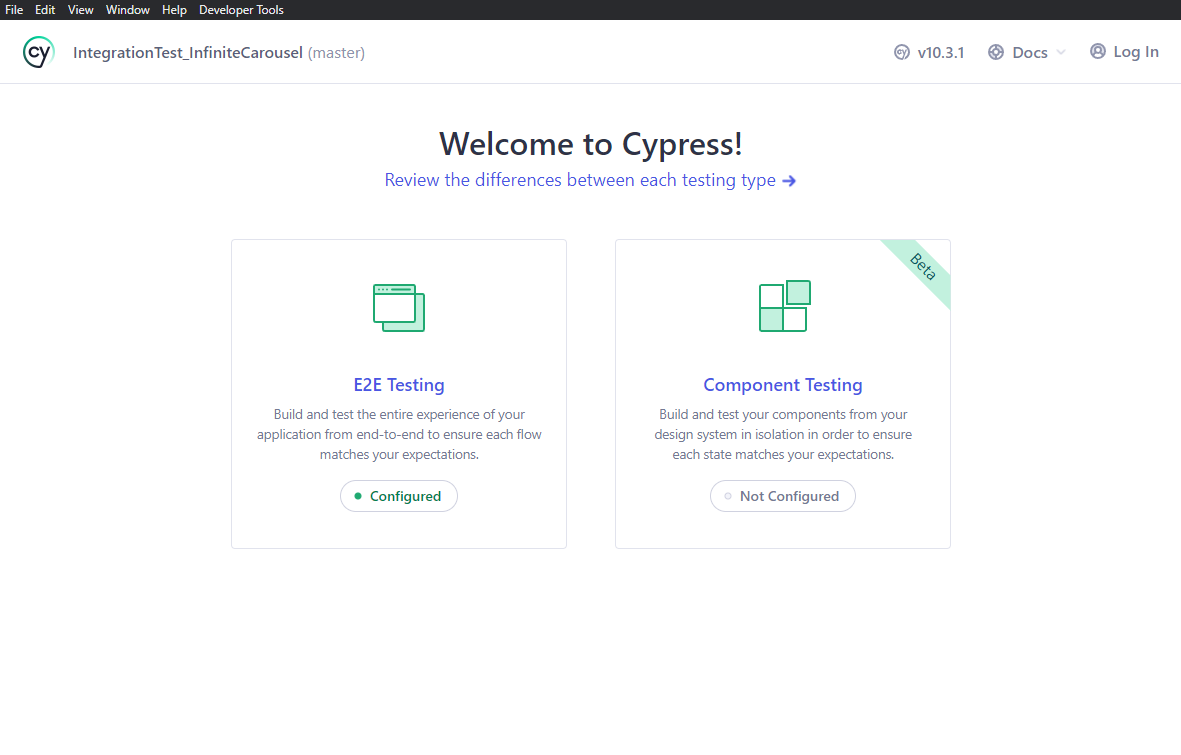 File Edit View Window Help Developer Tools
cy IntegrationTest_InfiniteCarousel (master) cy v10.3.1 Docs Log In
Welcome to Cypress!
Review the differences between each testing type →
E2E Testing
Build and test the entire experience of your
application from end-to-end to ensure each flow
matches your expectations.
Configured
Beta
Component Testing
Build and test your components from your
design system in isolation in order to ensure
each state matches your expectations.
Not Configured